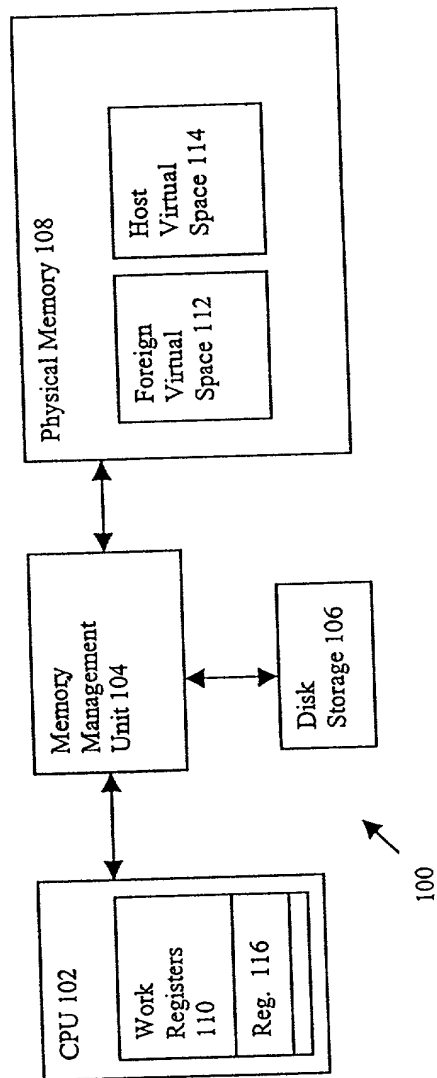 CPU 102
Work
Registers
110
Reg. 116
Memory
Management
Unit 104
Disk
Storage 106
Physical Memory 108
Foreign
Virtual
Space 112
Host
Virtual
Space 114
100